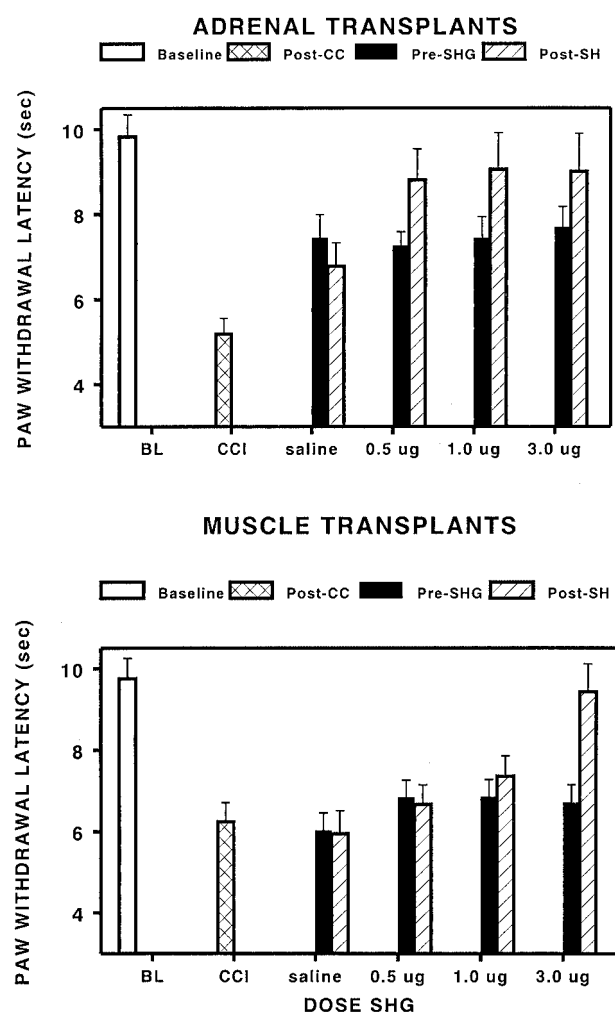 ADRENAL TRANSPLANTS
Baseline Post-CC Pre-SHG Post-SH
PAW WITHDRAWAL LATENCY (sec)
10
8
6
4
BL CCI saline 0.5 ug 1.0 ug 3.0 ug
MUSCLE TRANSPLANTS
Baseline Post-CC Pre-SHG Post-SH
PAW WITHDRAWAL LATENCY (sec)
10
8
6
4
BL CCI saline 0.5 ug 1.0 ug 3.0 ug
DOSE SHG